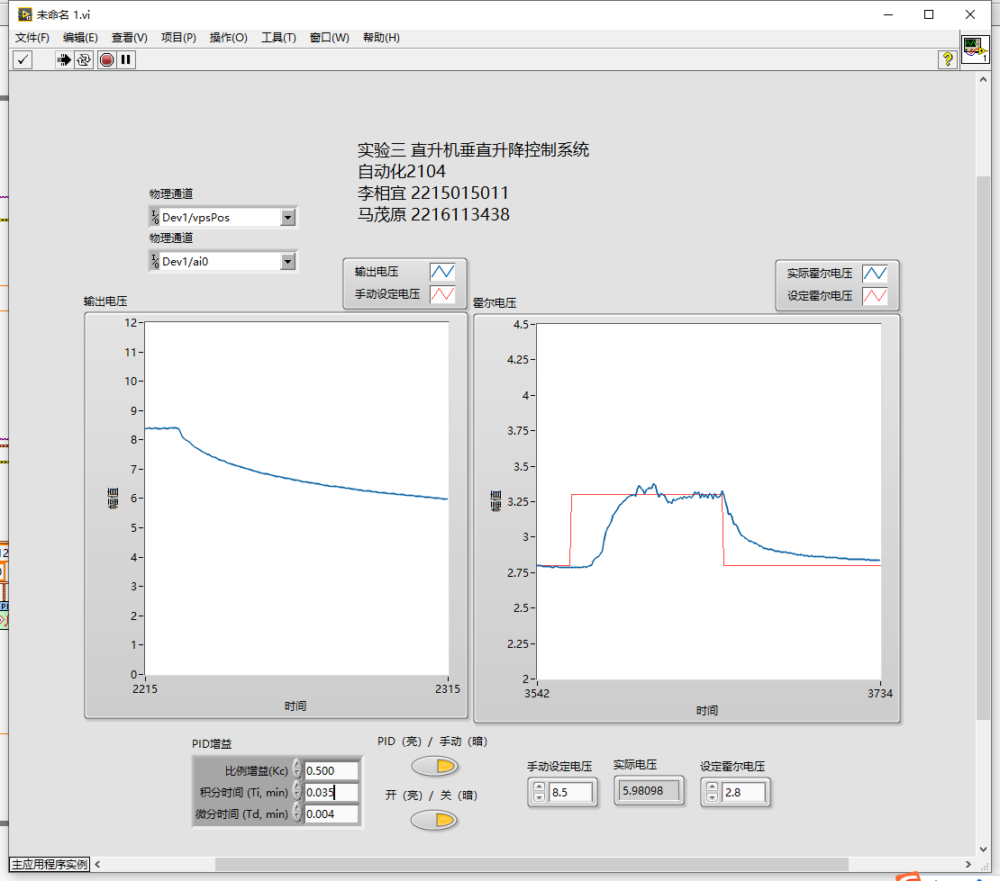 未命名 1.vi
文件(F) 编辑(E) 查看(V) 项目(P) 操作(O) 工具(T) 窗口(W) 帮助(H)
?
1
实验三 直升机垂直升降控制系统
自动化2104
李相宜 2215015011
马茂原 2216113438
物理通道
Dev1/vpsPos
物理通道
Dev1/ai0
输出电压
手动设定电压
实际霍尔电压
设定霍尔电压
输出电压
12
11
10
9
8
7
6
5
4
3
2
1
0
幅值
2215 2315
时间
霍尔电压
4.5
4.25
4
3.75
3.5
3.25
3
2.75
2.5
2.25
2
幅值
3542 3734
时间
PID增益
比例增益(Kc) 0.500
积分时间 (Ti, min) 0.035
微分时间 (Td, min) 0.004
PID（亮）/ 手动（暗）
开（亮）/ 关（暗）
手动设定电压
8.5
实际电压
5.98098
设定霍尔电压
2.8
主应用程序实例